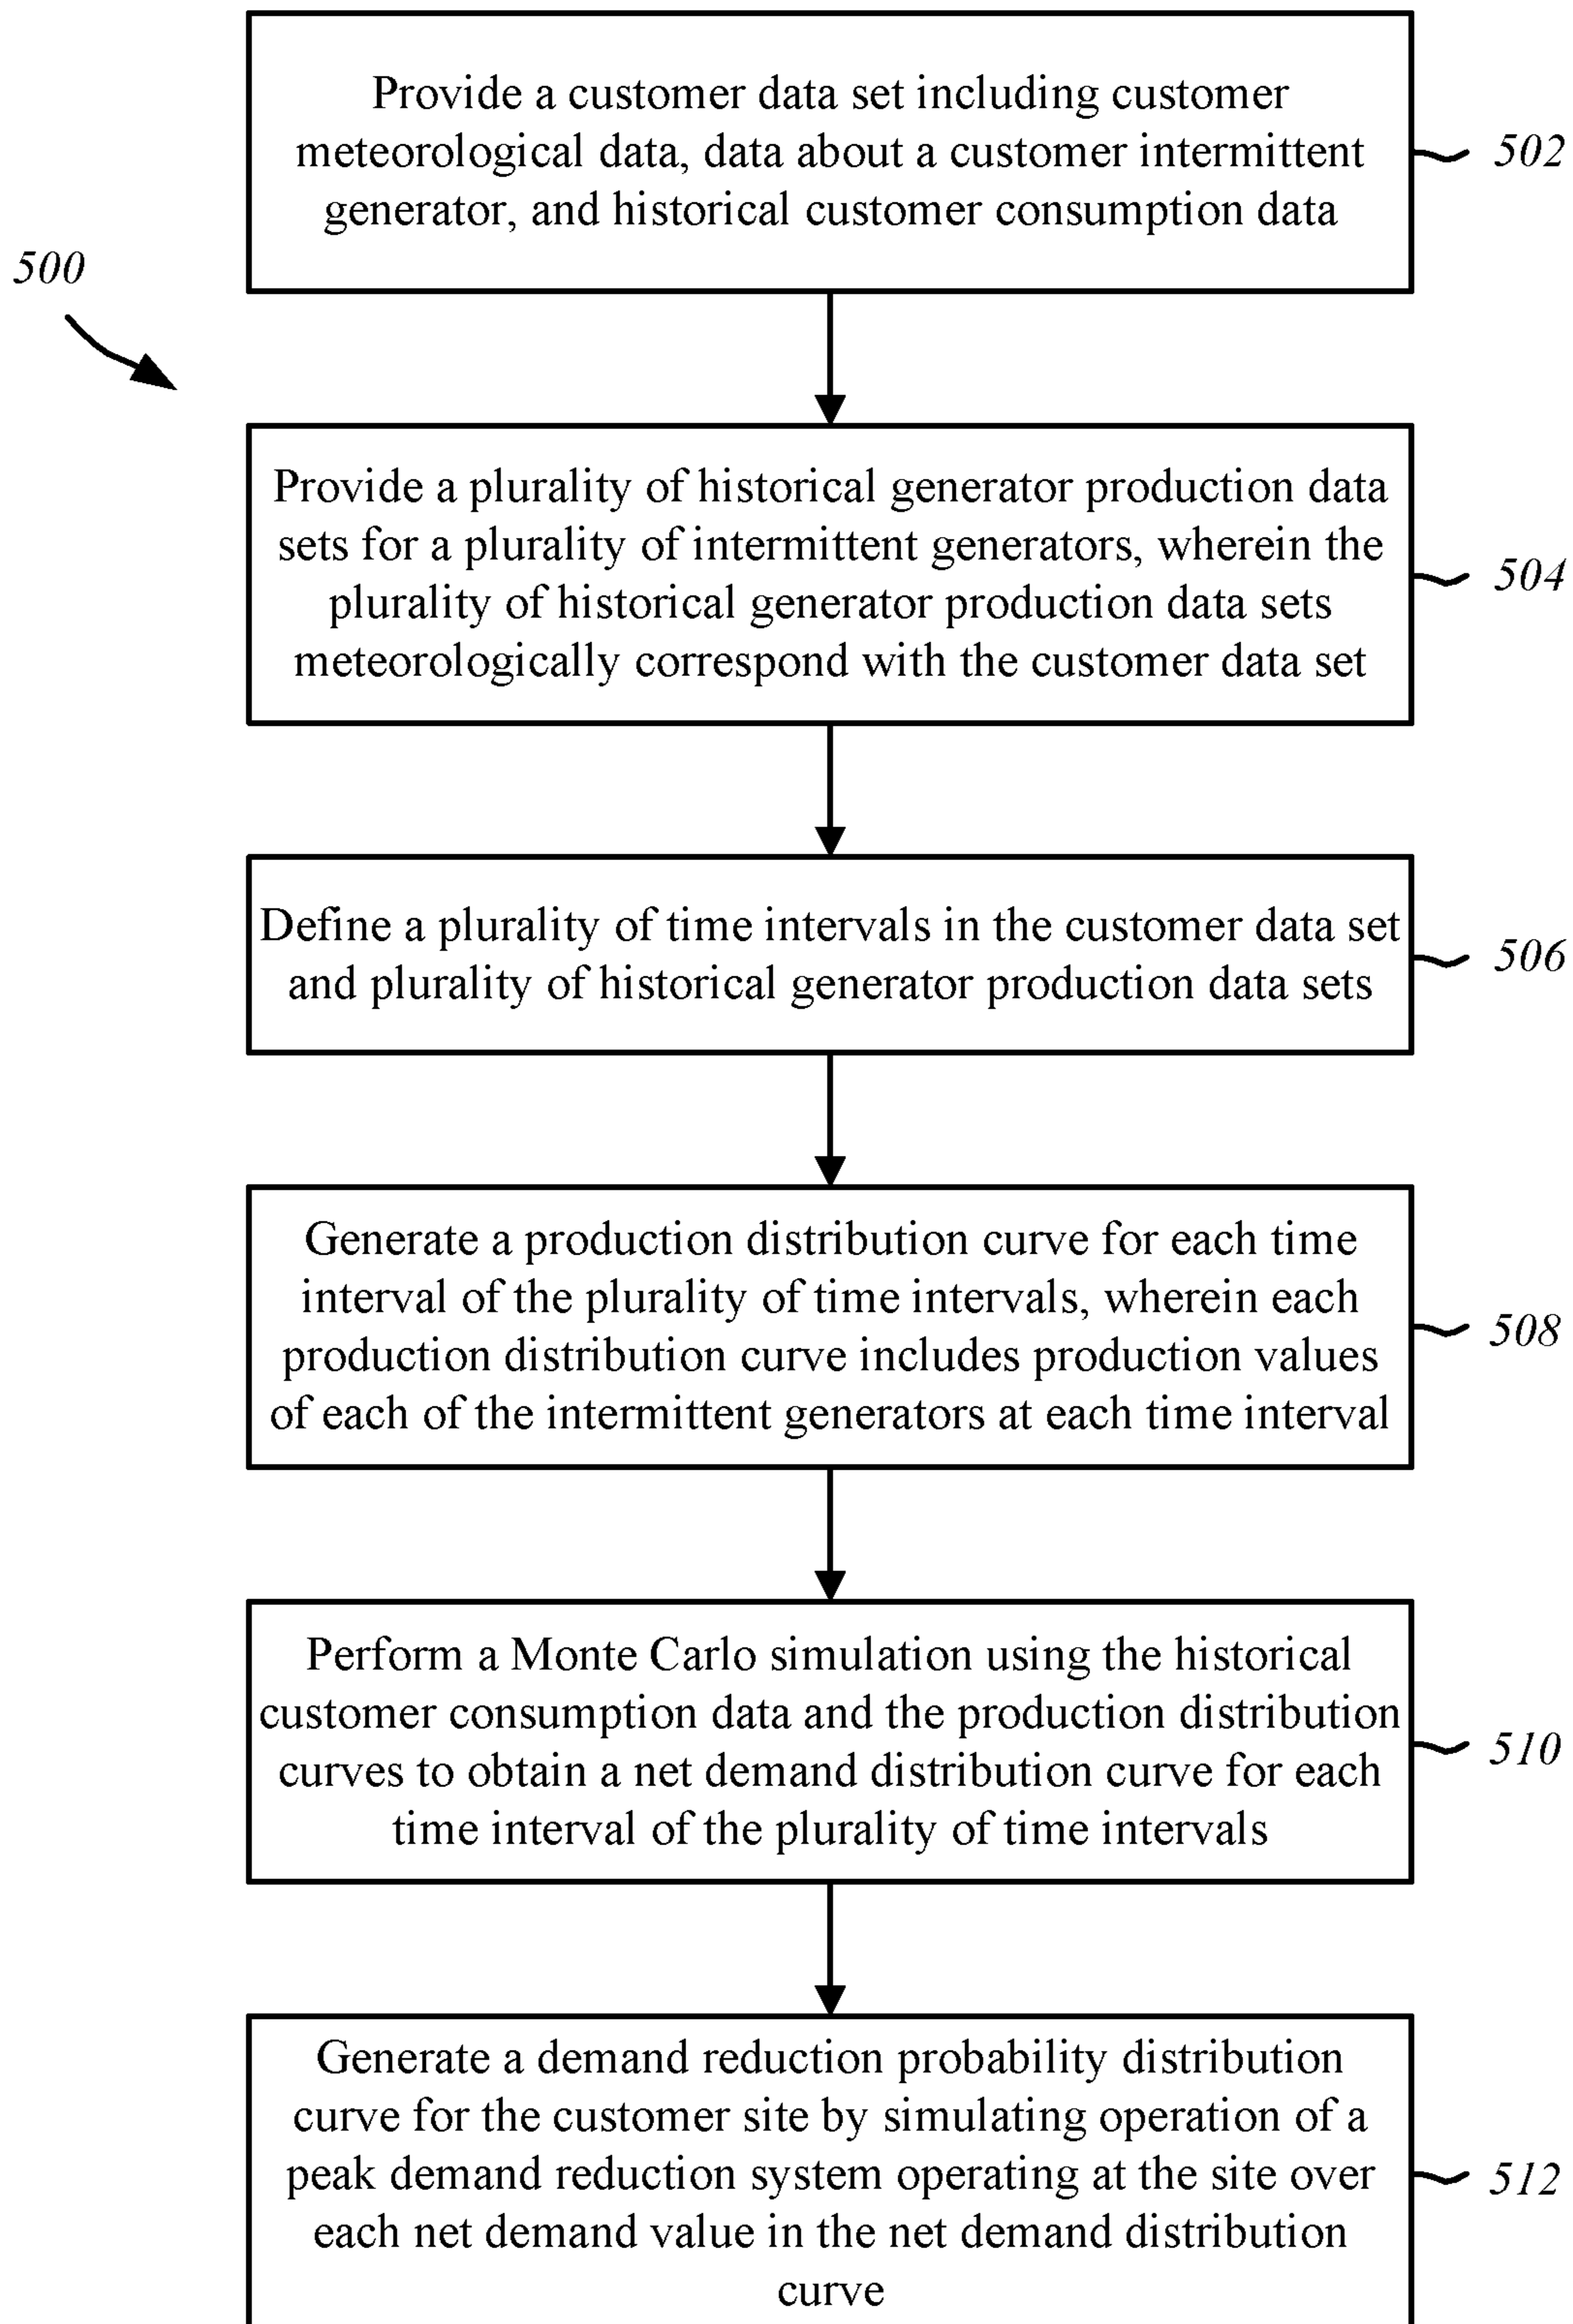 Provide a customer data set including customer
meteorological data, data about a customer intermittent
generator, and historical customer consumption data
502
500
Provide a plurality of historical generator production data
sets for a plurality of intermittent generators, wherein the
plurality of historical generator production data sets
meteorologically correspond with the customer data set
504
Define a plurality of time intervals in the customer data set
and plurality of historical generator production data sets
506
Generate a production distribution curve for each time
interval of the plurality of time intervals, wherein each
production distribution curve includes production values
of each of the intermittent generators at each time interval
508
Perform a Monte Carlo simulation using the historical
customer consumption data and the production distribution
curves to obtain a net demand distribution curve for each
time interval of the plurality of time intervals
510
Generate a demand reduction probability distribution
curve for the customer site by simulating operation of a
peak demand reduction system operating at the site over
each net demand value in the net demand distribution
curve
512